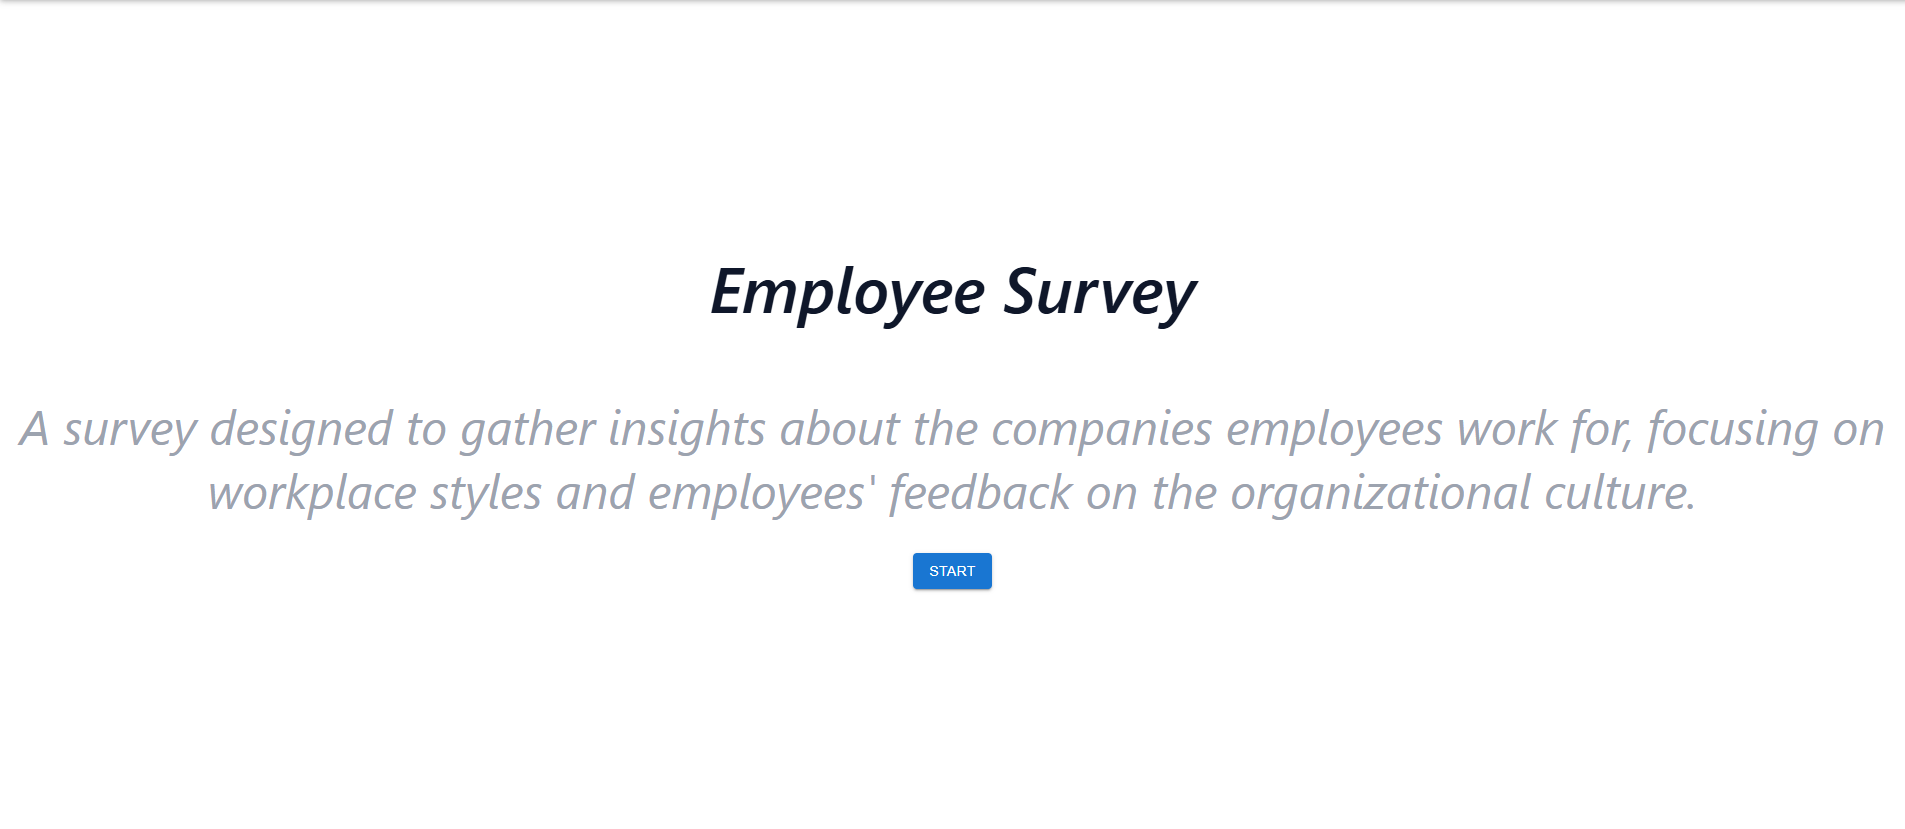 Employee Survey
A survey designed to gather insights about the companies employees work for, focusing on
workplace styles and employees' feedback on the organizational culture.
START